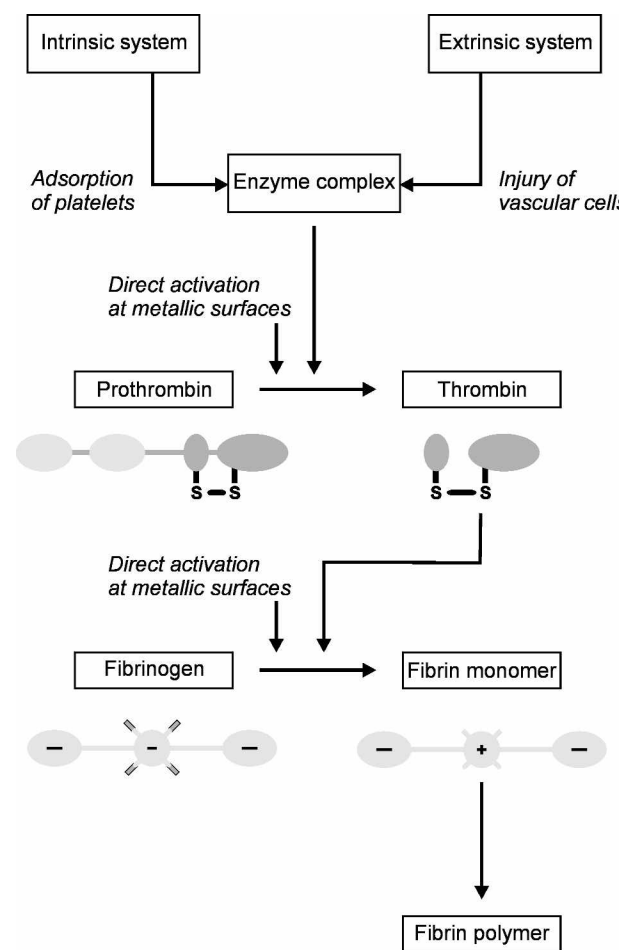 Intrinsic system
Extrinsic system
Adsorption
of platelets
Enzyme complex
Injury of
vascular cells
Direct activation
at metallic surfaces
Prothrombin
Thrombin
S S
S S
Direct activation
at metallic surfaces
Fibrinogen
Fibrin monomer
− - −
− + −
Fibrin polymer